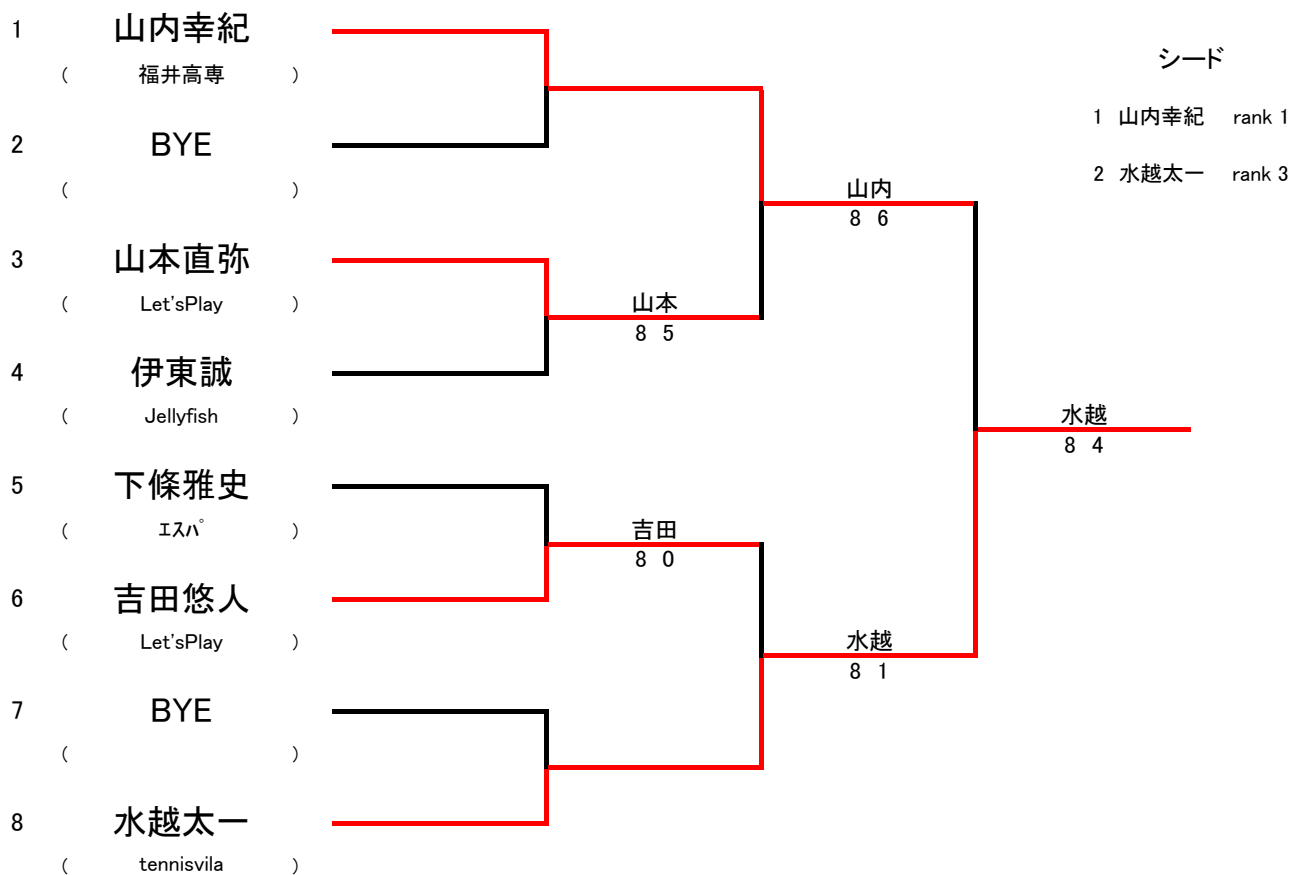 1 山内幸紀
( 福井高専 )
2 BYE
( )
3 山本直弥
( Let'sPlay )
4 伊東誠
( Jellyfish )
5 下條雅史
( ｴｽﾊﾟ )
6 吉田悠人
( Let'sPlay )
7 BYE
( )
8 水越太一
( tennisvila )
山本
8 5
吉田
8 0
山内
8 6
水越
8 1
水越
8 4
シード
1 山内幸紀 rank 1
2 水越太一 rank 3